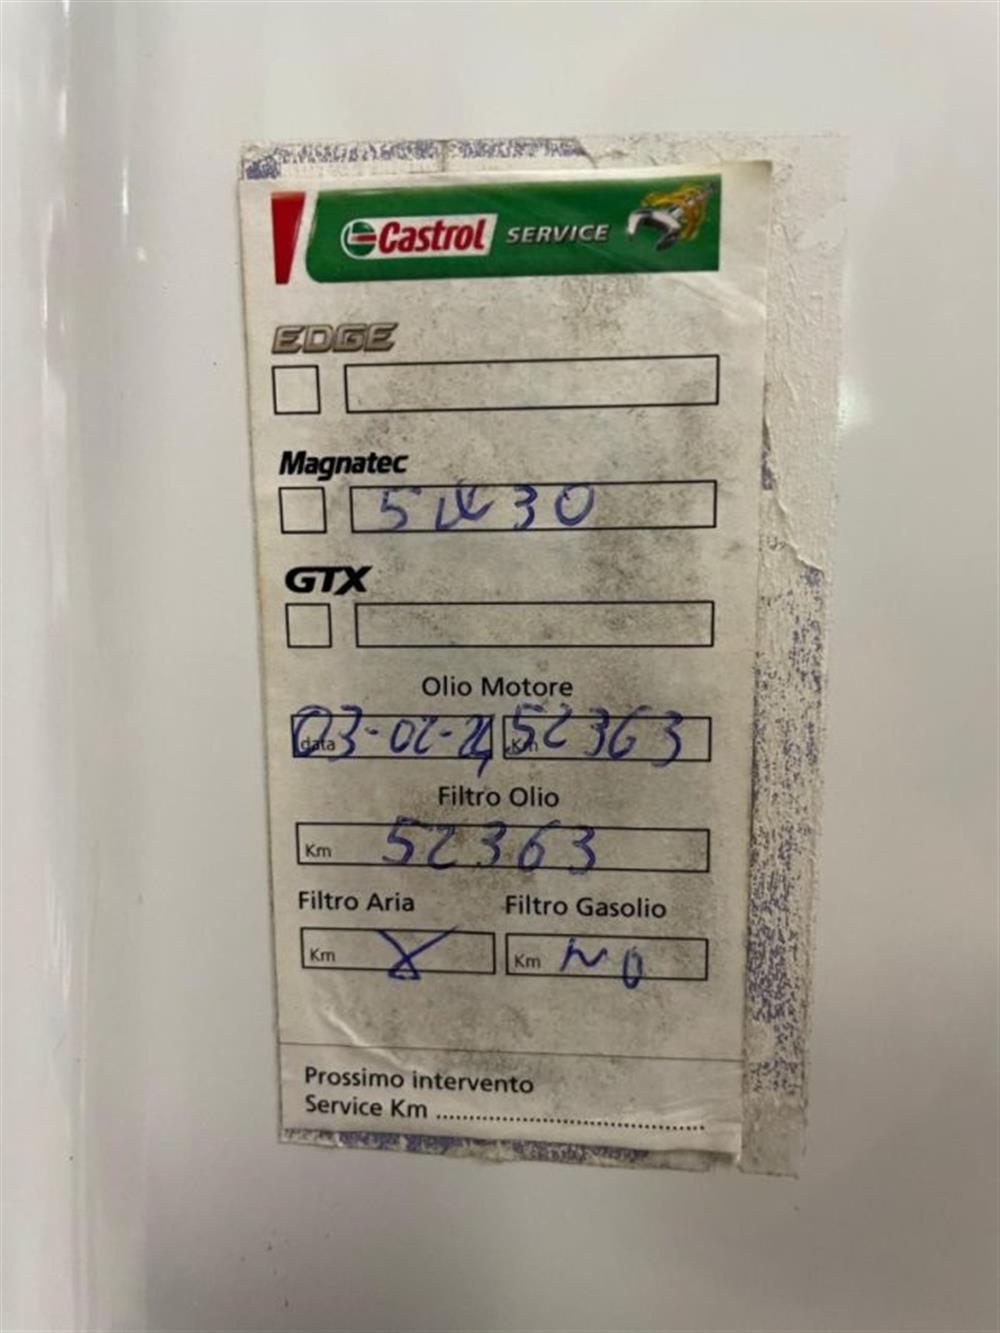 Castrol SERVICE
EDGE
Magnatec
5W30
GTX
Olio Motore
data 03-02-24 Km 52363
Filtro Olio
Km 52363
Filtro Aria Filtro Gasolio
Km X Km NO
Prossimo intervento
Service Km ........................................